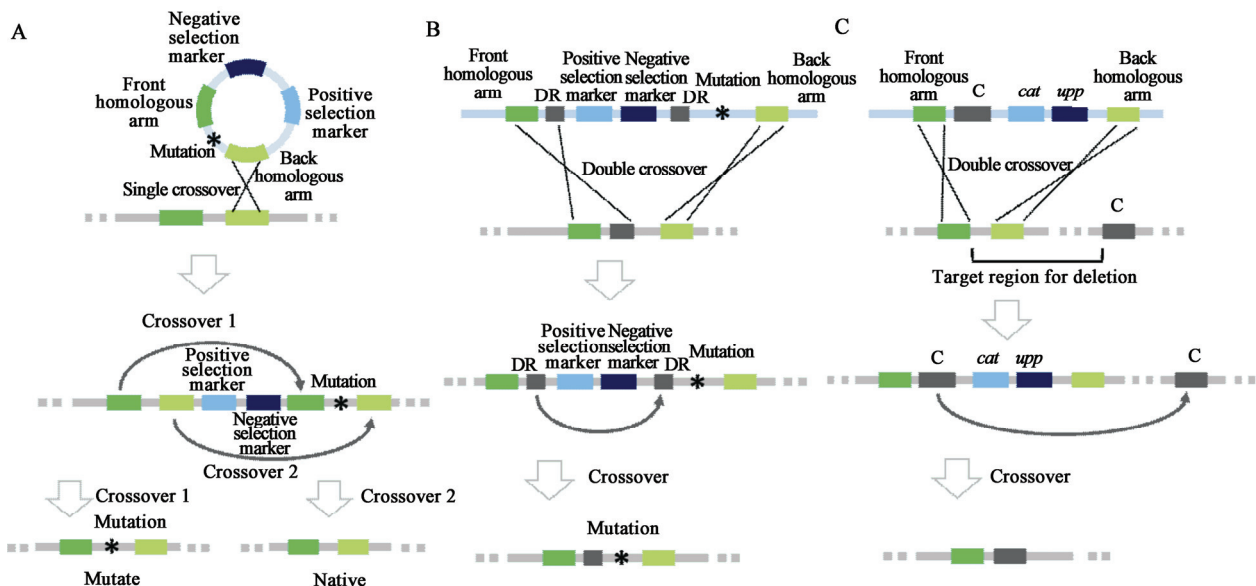 A
Negative
selection
marker
Front
homologous
arm
Positive
selection
marker
*
Mutation
Back
homologous
arm
Single crossover
Crossover 1
Positive
selection
marker
Mutation
*
Negative
selection
marker
Crossover 2
Crossover 1
Crossover 2
Mutation
*
Mutate
Native
B
Front
homologous
arm
DR
Positive
selection
marker
Negative
selection
marker
DR
Mutation
*
Back
homologous
arm
Double crossover
DR
Positive
selection
marker
Negative
selection
marker
DR
Mutation
*
Crossover
Mutation
*
C
Front
homologous
arm
C
cat
upp
Back
homologous
arm
Double crossover
C
Target region for deletion
C
cat
upp
C
Crossover